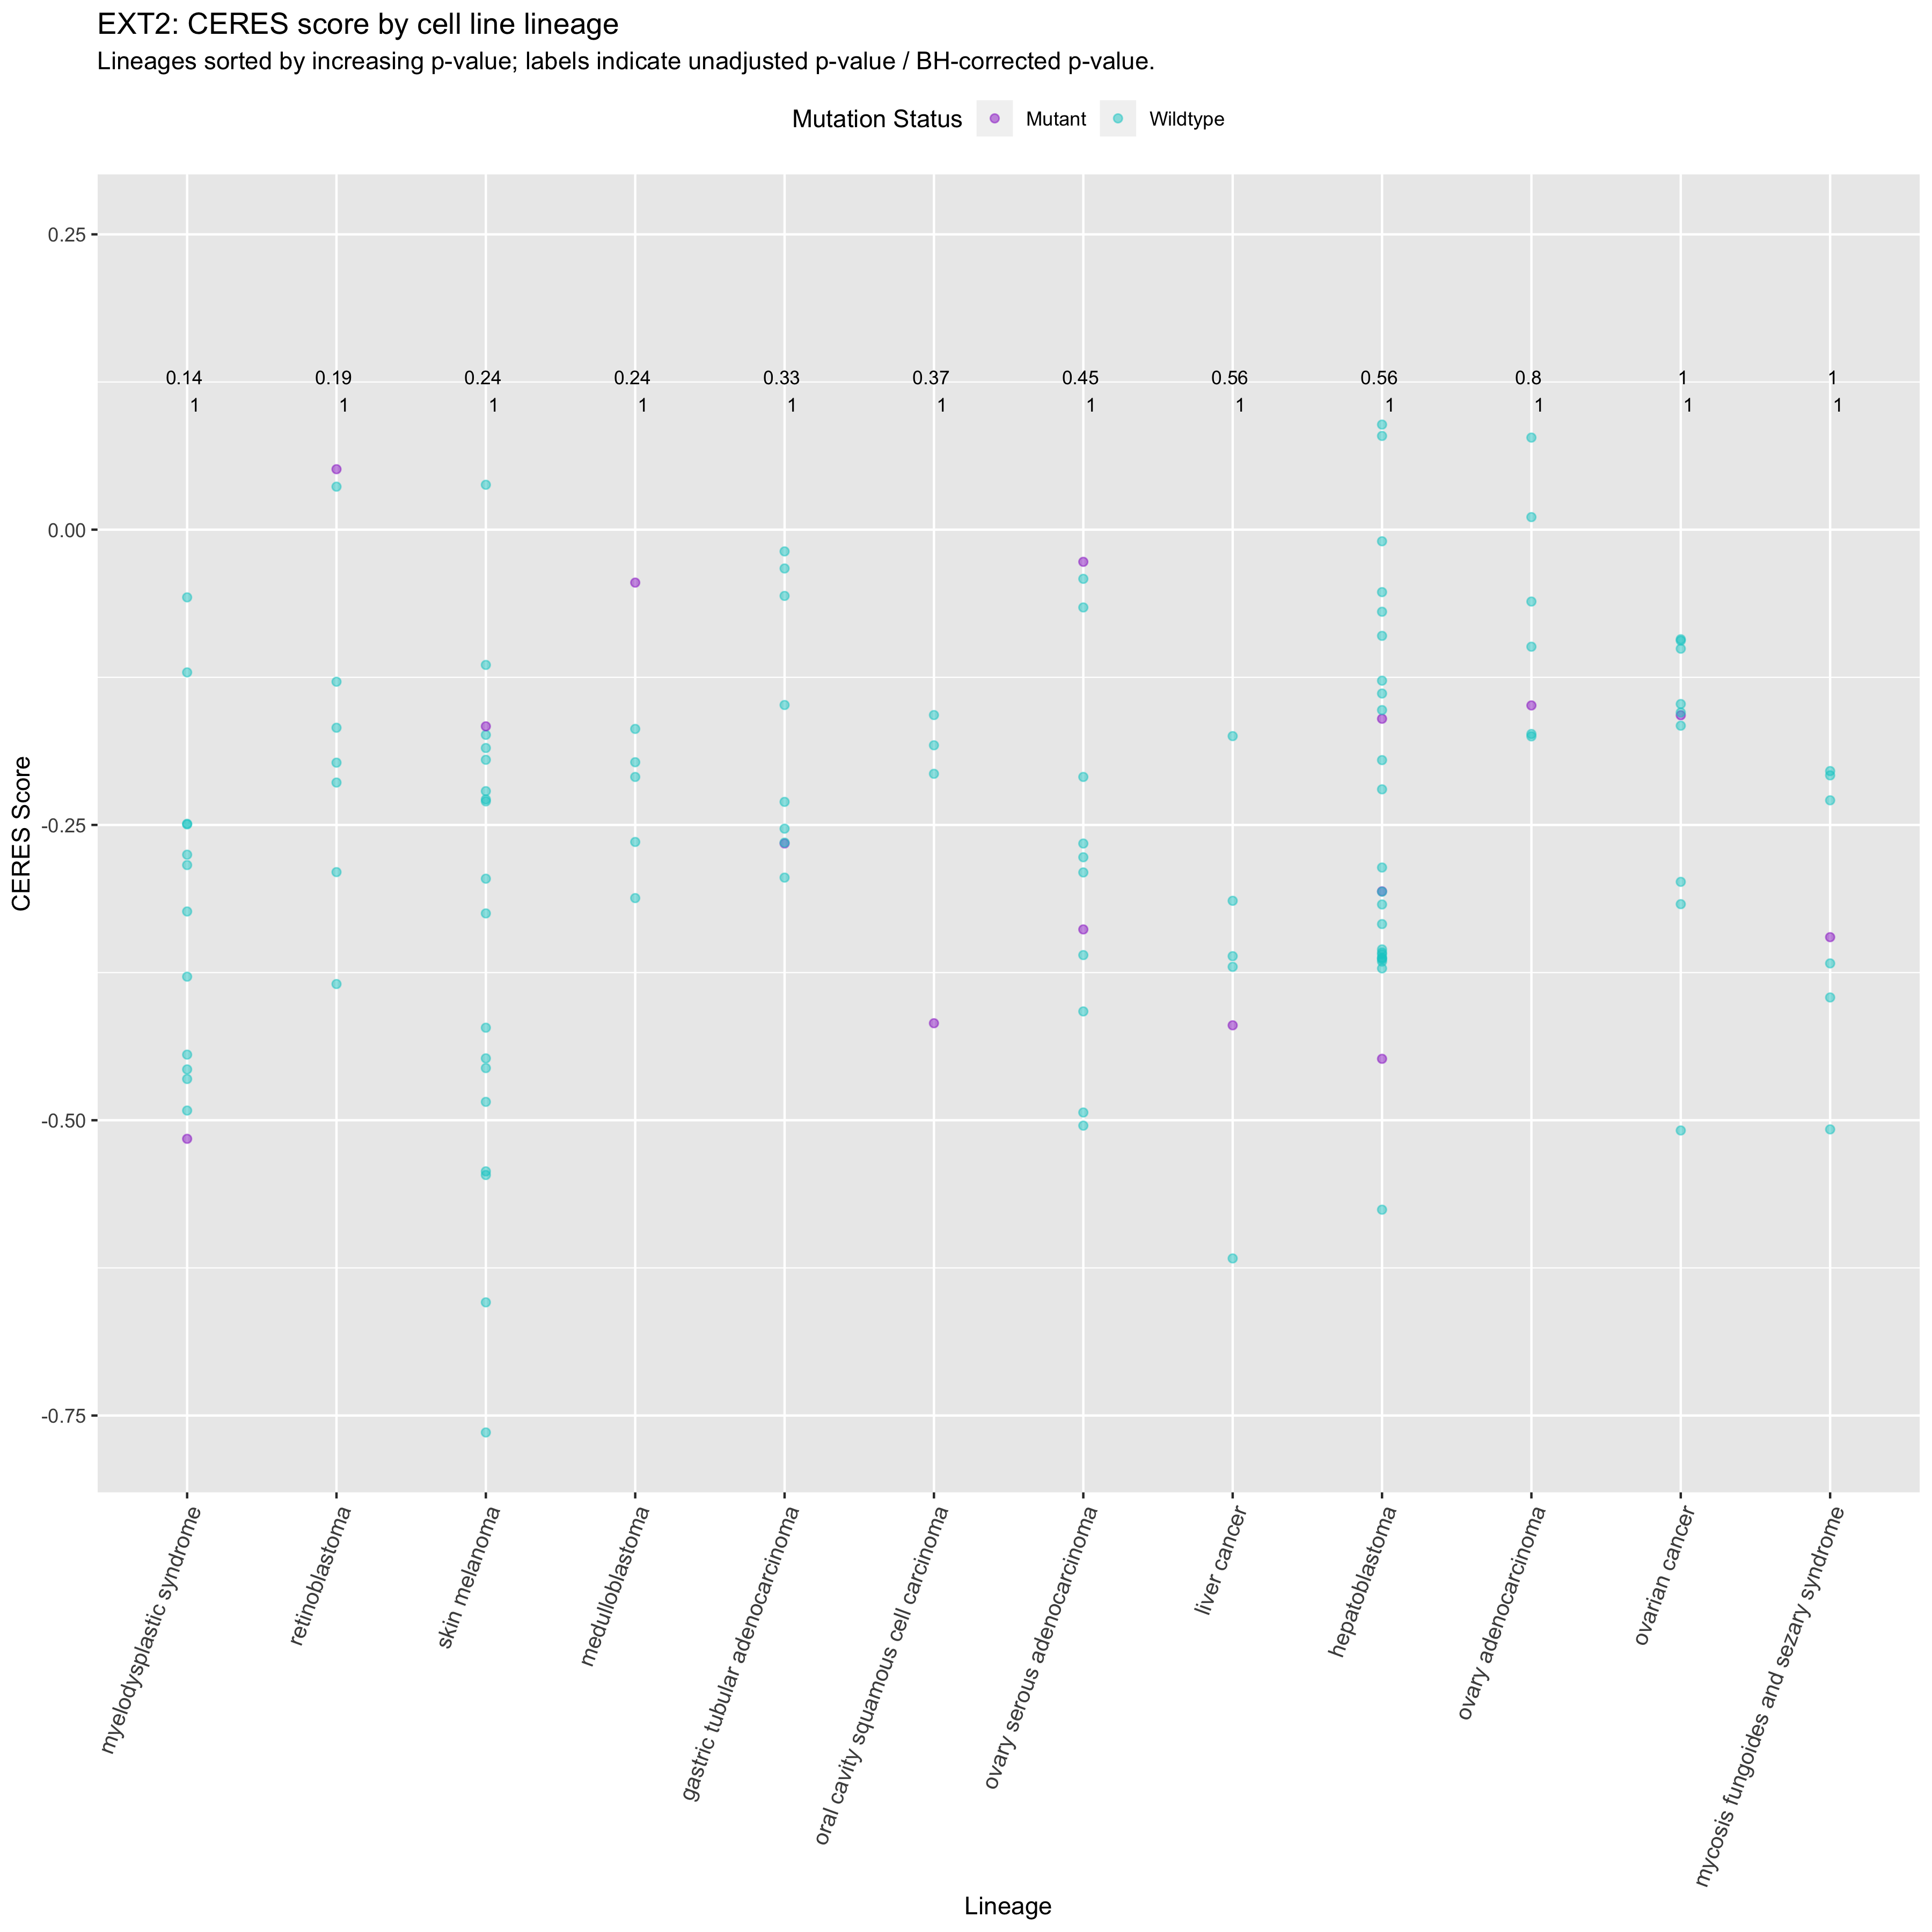 EXT2: CERES score by cell line lineage
Lineages sorted by increasing p-value; labels indicate unadjusted p-value / BH-corrected p-value.
Mutation Status Mutant Wildtype
0.25
0.14 0.19 0.24 0.24 0.33 0.37 0.45 0.56 0.56 0.8 1 1
1 1 1 1 1 1 1 1 1 1 1 1
0.00
-0.25
-0.50
-0.75
CERES Score
myelodysplastic syndrome
retinoblastoma
skin melanoma
medulloblastoma
gastric tubular adenocarcinoma
oral cavity squamous cell carcinoma
ovary serous adenocarcinoma
liver cancer
hepatoblastoma
ovary adenocarcinoma
ovarian cancer
mycosis fungoides and sezary syndrome
Lineage